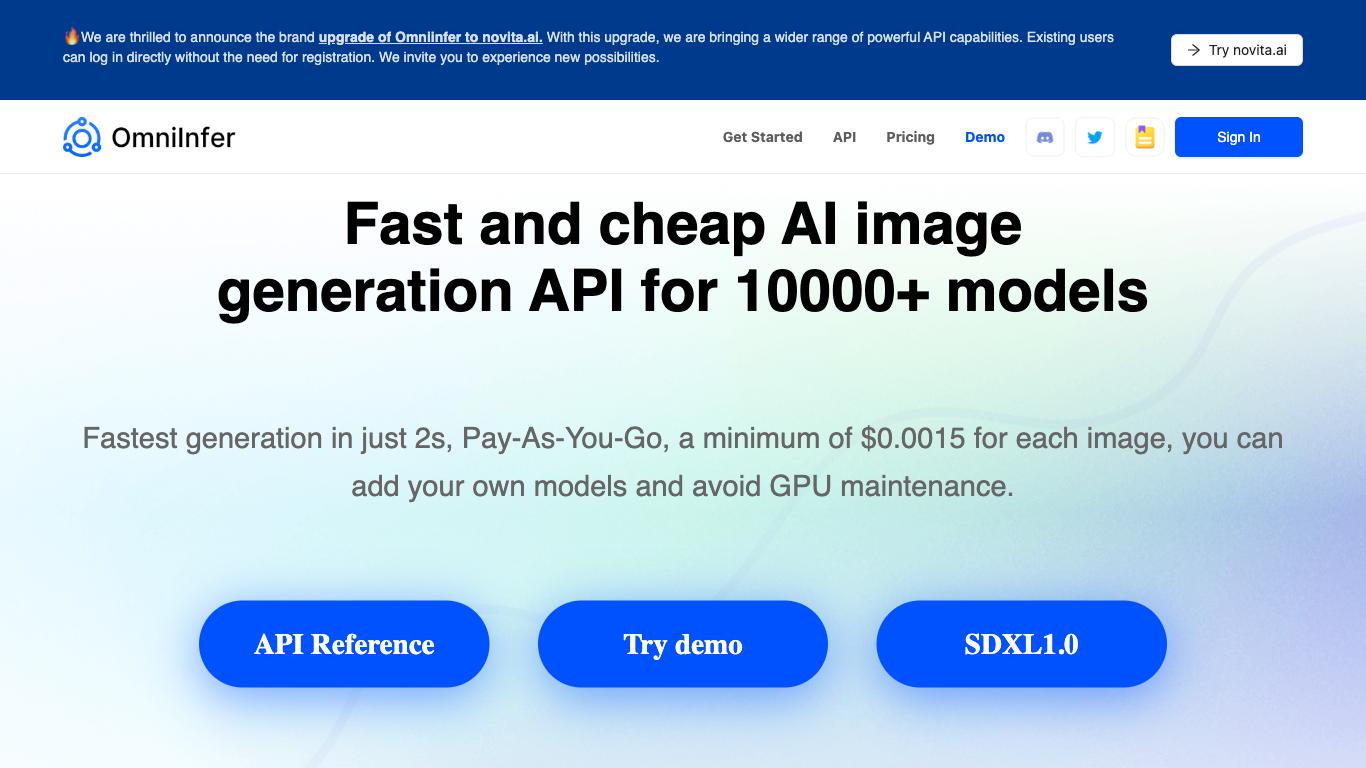 🔥We are thrilled to announce the brand upgrade of Omniinfer to novita.ai. With this upgrade, we are bringing a wider range of powerful API capabilities. Existing users
can log in directly without the need for registration. We invite you to experience new possibilities.
Try novita.ai
OmniInfer
Get Started
API
Pricing
Demo
Sign In
Fast and cheap AI image
generation API for 10000+ models
Fastest generation in just 2s, Pay-As-You-Go, a minimum of $0.0015 for each image, you can
add your own models and avoid GPU maintenance.
API Reference
Try demo
SDXL1.0